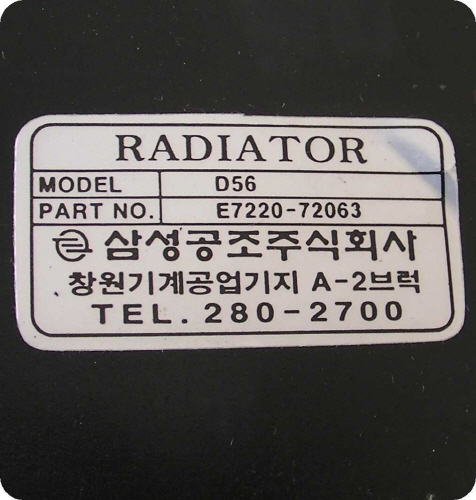 RADIATOR
MODEL D56
PART NO. E7220-72063
삼성공조주식회사
창원기계공업기지 A-2브럭
TEL. 280-2700